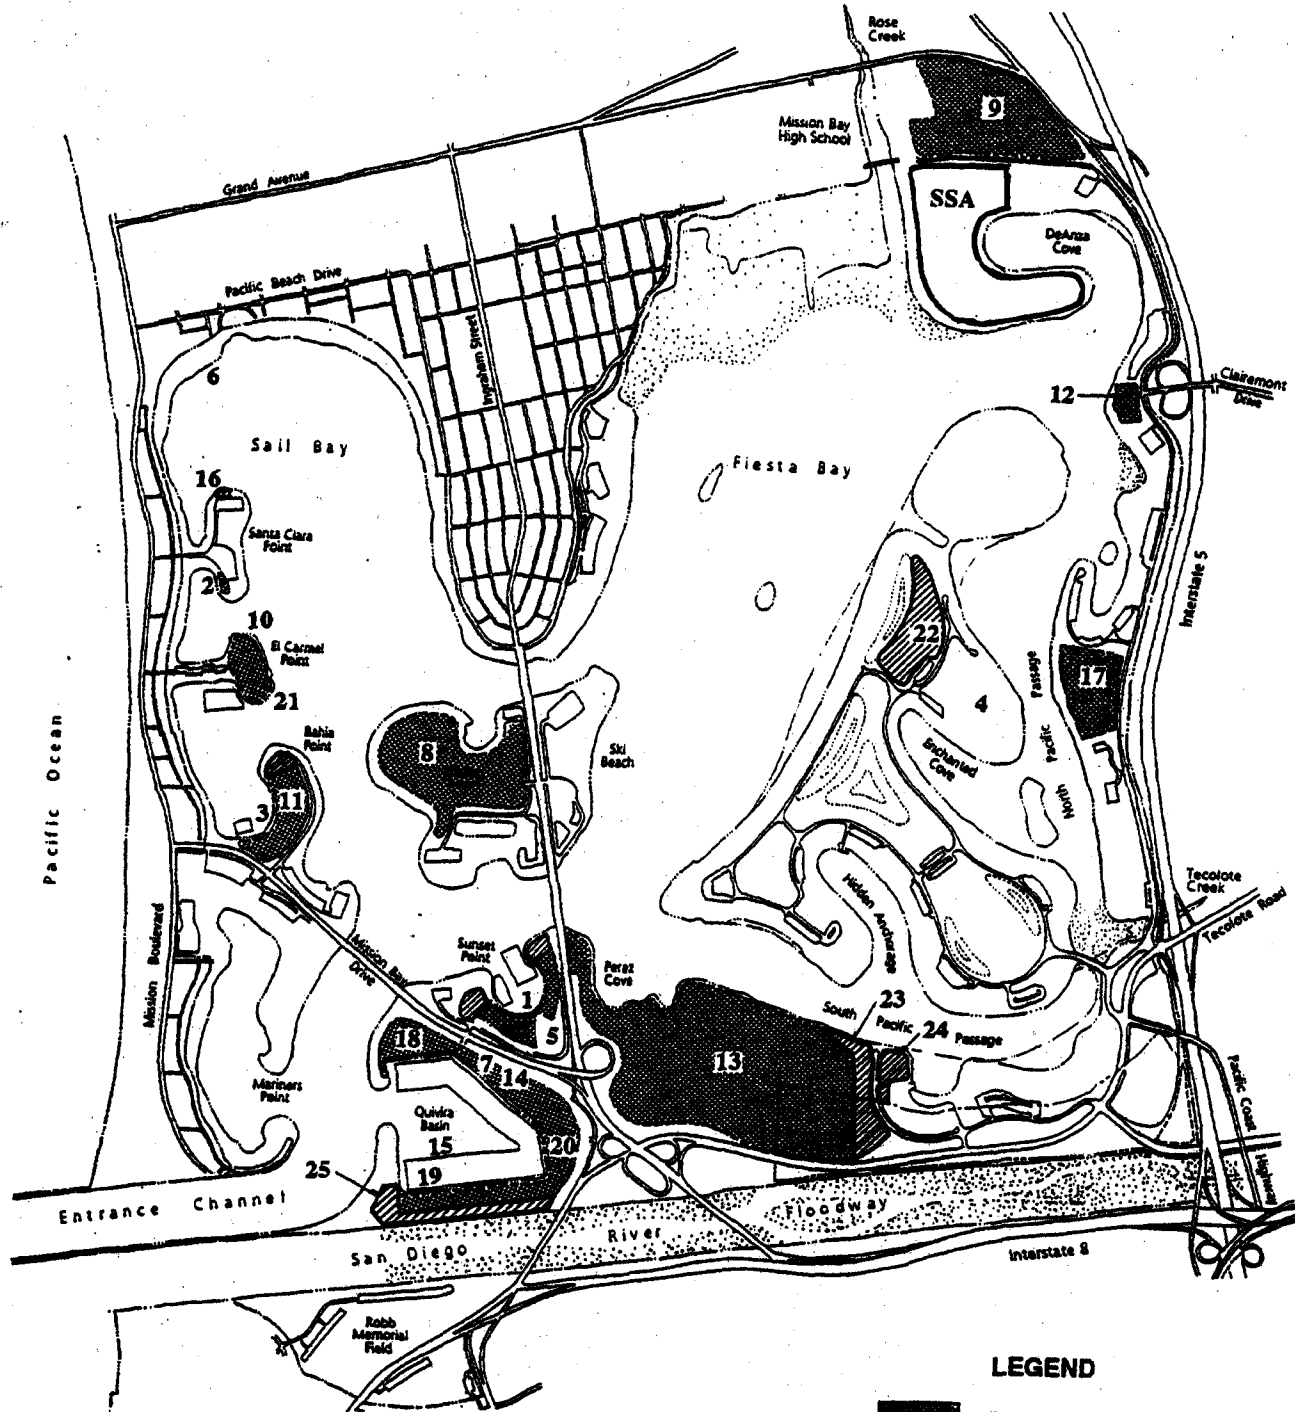 Rose
Creek
9
Mission Bay
High School
Grand Avenue
SSA
DeAnza
Cove
Pacific Beach Drive
Ingraham Street
6
12
Clairemont
Drive
Sail Bay
Fiesta Bay
16
Santa Clara
Point
2
Interstate 5
10
El Carmel
Point
21
22
4
17
North Pacific Passage
Bahia
Point
8
Ski
Beach
Enchanted
Cove
3
11
Pacific Ocean
Hidden Anchorage
Tecolote
Creek
Tecolote Road
Mission Boulevard
Mission Bay
Drive
Sunset
Point
Perez
Cove
1
5
23
South Pacific Passage
24
18
7
14
13
Mariners
Point
Quivira
Basin
15
20
19
25
Pacific Coast Highway
Entrance Channel
San Diego River Floodway
Interstate 8
Robb
Memorial
Field
LEGEND